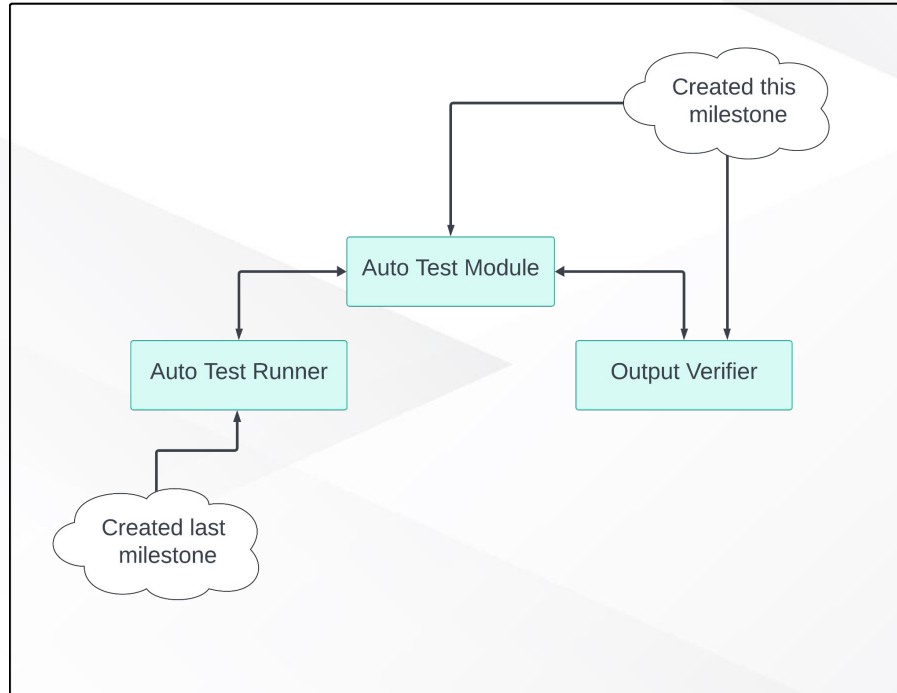 Created this
milestone
Auto Test Module
Auto Test Runner
Output Verifier
Created last
milestone